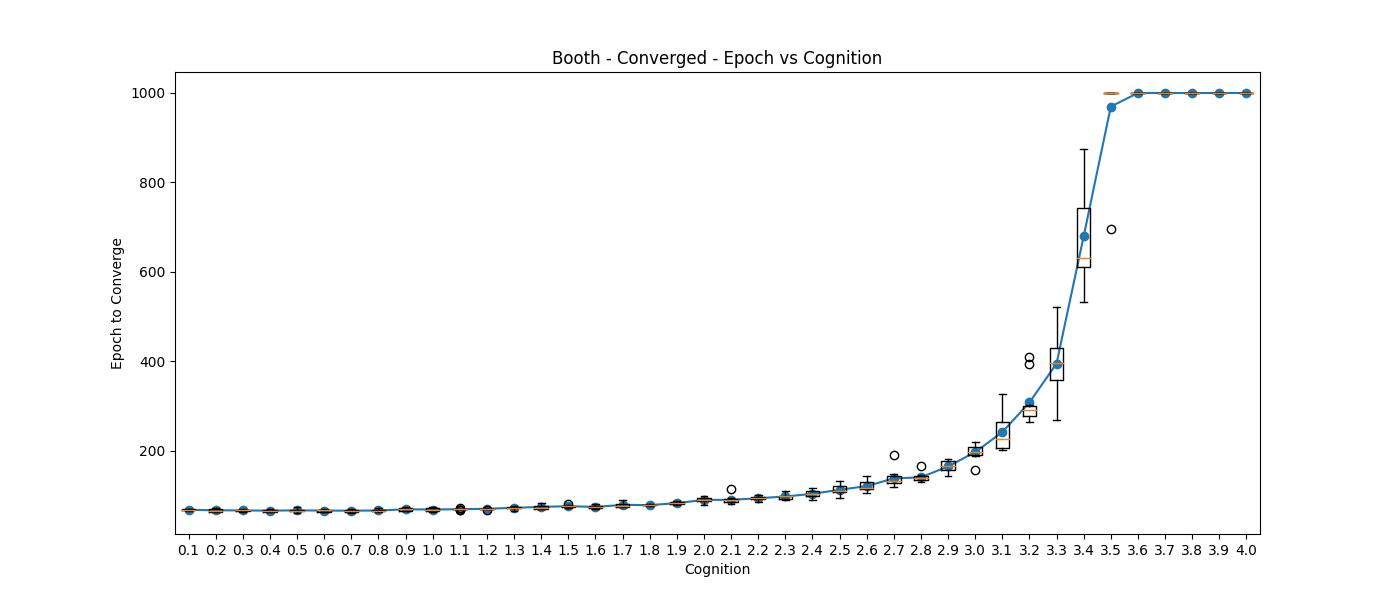 Booth - Converged - Epoch vs Cognition
1000
800
600
400
200
Epoch to Converge
0.1 0.2 0.3 0.4 0.5 0.6 0.7 0.8 0.9 1.0 1.1 1.2 1.3 1.4 1.5 1.6 1.7 1.8 1.9 2.0 2.1 2.2 2.3 2.4 2.5 2.6 2.7 2.8 2.9 3.0 3.1 3.2 3.3 3.4 3.5 3.6 3.7 3.8 3.9 4.0
Cognition